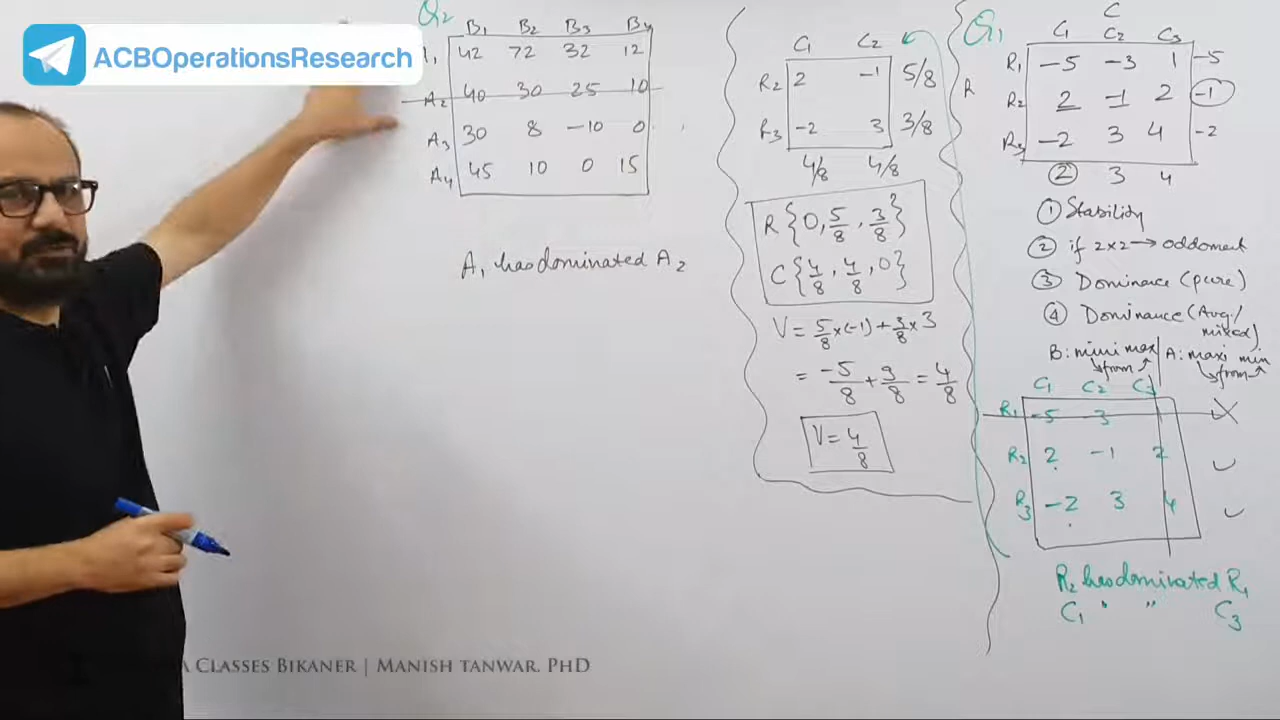 ACBOperationsResearch
Q2
B1 B2 B3 B4
42 72 32 12
A2 40 30 25 10
A3 30 8 -10 0
A4 45 10 0 15
A, has dominated A2
C1 C2
R2 2 -1 5/8
R3 -2 3 3/8
4/8 4/8
R {0, 5/8, 3/8}
C {4/8, 4/8, 0}
V = 5/8 x (-1) + 3/8 x 3
= -5/8 + 9/8 = 4/8
V = 4/8
Q1
C
C1 C2 C3
R
R1 -5 -3 1 -5
R2 2 -1 2 -1
R3 -2 3 4 -2
2 3 4
① Stability
② if 2x2 → oddoment
③ Dominance (pure)
④ Dominance (Avg/mixed)
B: mini max A: maxi min
from from
C1 C2 C3
R1 -5 3
R2 2 -1 2
R3 -2 3 4
R2 has dominated R1
C1 " " C3
CLASSES BIKANER | MANISH TANWAR. PHD